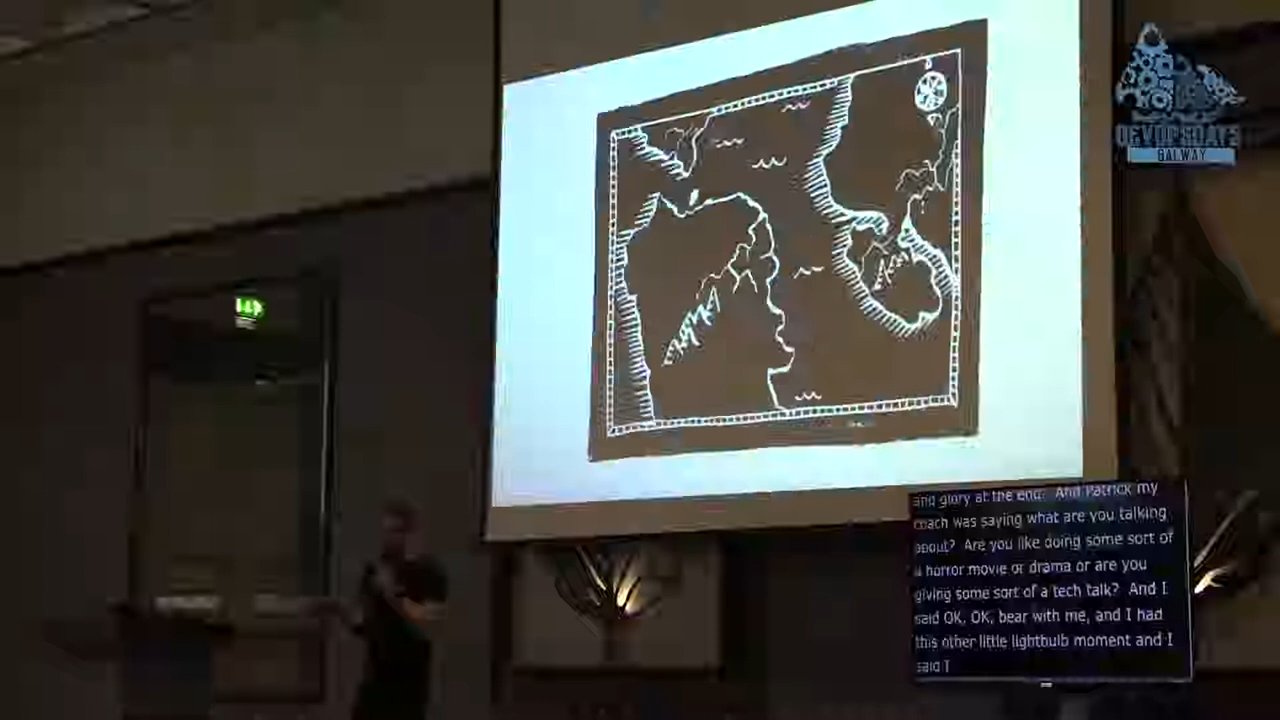 DEVOPSDAYS
GALWAY
and glory at the end. And Patrick my
coach was saying what are you talking
about? Are you like doing some sort of
a horror movie or drama or are you
giving some sort of a tech talk? And I
said OK, OK, bear with me, and I had
this other little lightbulb moment and I
said I